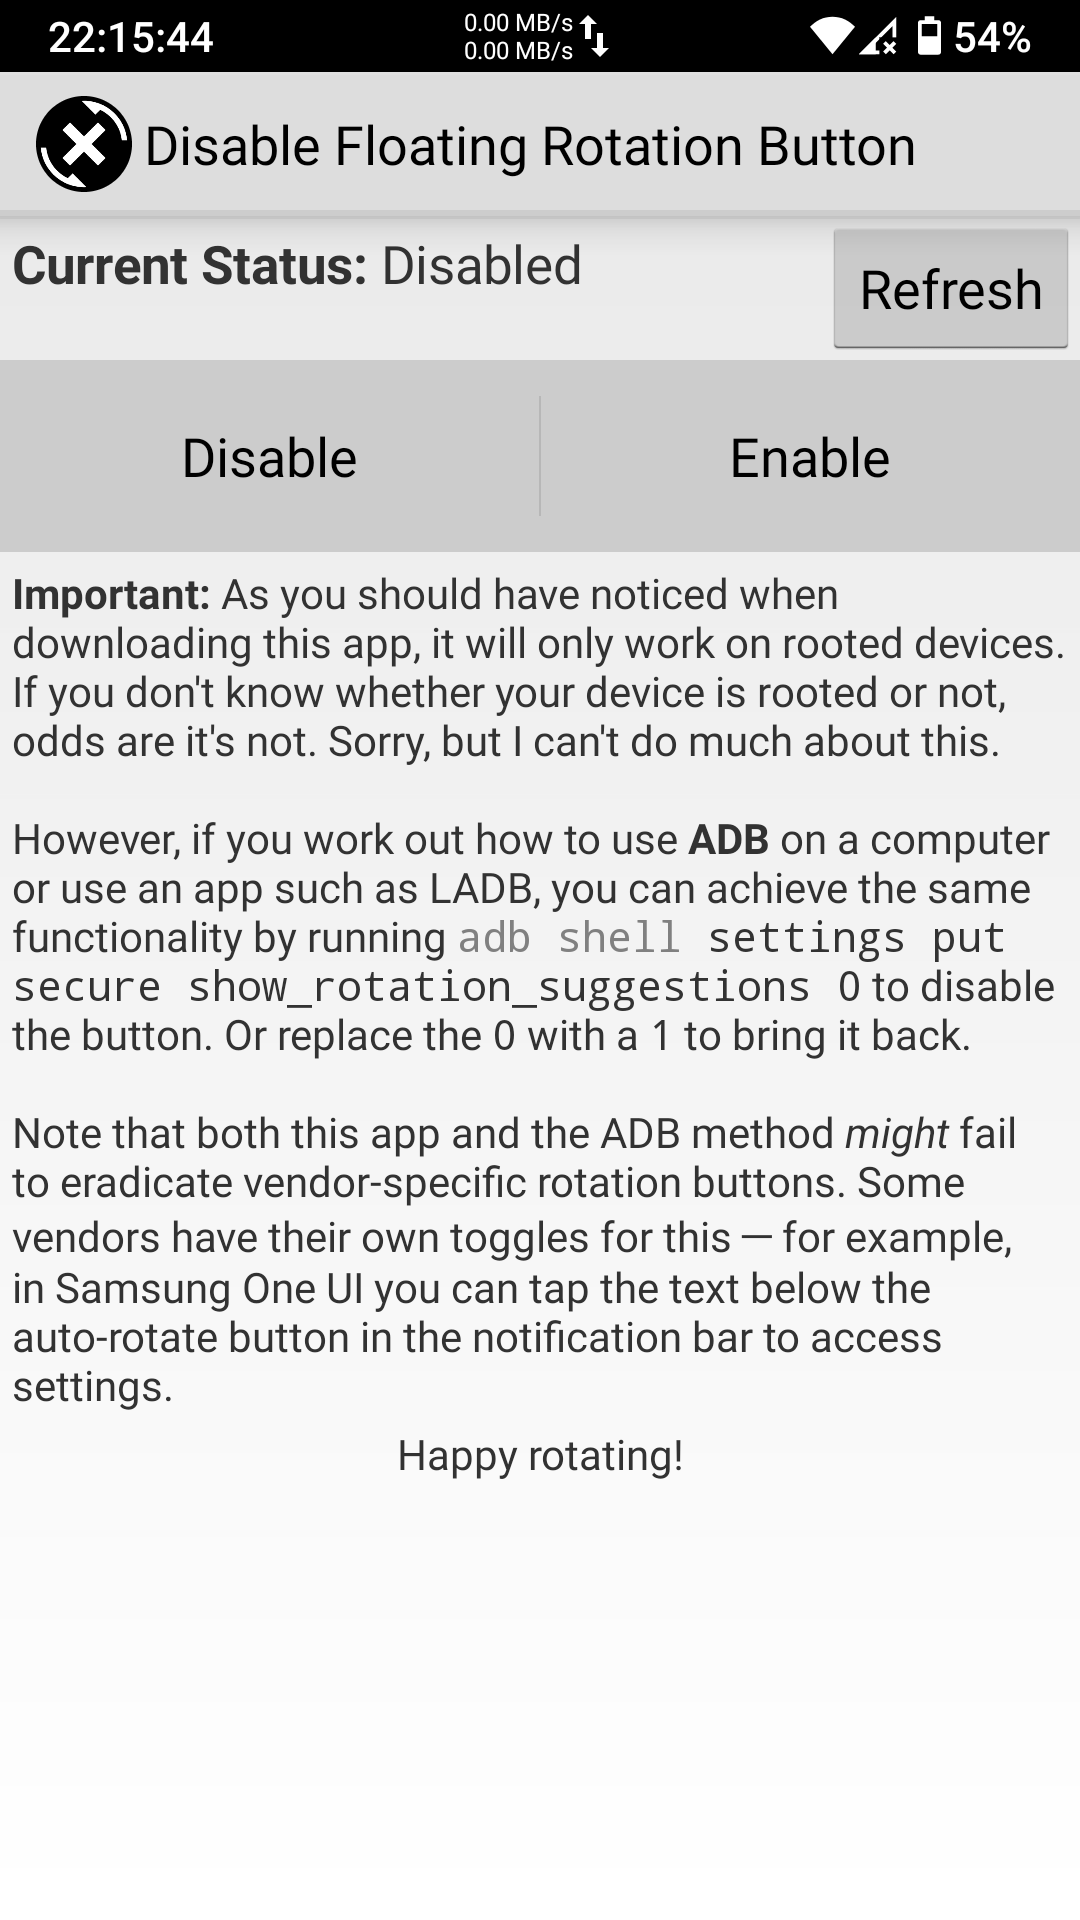 22:15:44
0.00 MB/s
0.00 MB/s
54%
Disable Floating Rotation Button
Current Status: Disabled
Refresh
Disable
Enable
Important: As you should have noticed when
downloading this app, it will only work on rooted devices.
If you don't know whether your device is rooted or not,
odds are it's not. Sorry, but I can't do much about this.
However, if you work out how to use ADB on a computer
or use an app such as LADB, you can achieve the same
functionality by running adb shell settings put
secure show_rotation_suggestions 0 to disable
the button. Or replace the 0 with a 1 to bring it back.
Note that both this app and the ADB method might fail
to eradicate vendor-specific rotation buttons. Some
vendors have their own toggles for this — for example,
in Samsung One UI you can tap the text below the
auto-rotate button in the notification bar to access
settings.
Happy rotating!